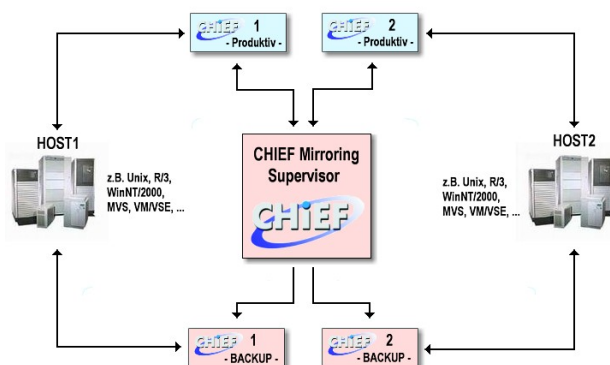 CHiEF 1
- Produktiv -
CHiEF 2
- Produktiv -
HOST1
z.B. Unix, R/3,
WinNT/2000,
MVS, VM/VSE, ...
CHIEF Mirroring
Supervisor
CHiEF
HOST2
z.B. Unix, R/3,
WinNT/2000,
MVS, VM/VSE, ...
CHiEF 1
- BACKUP -
CHiEF 2
- BACKUP -